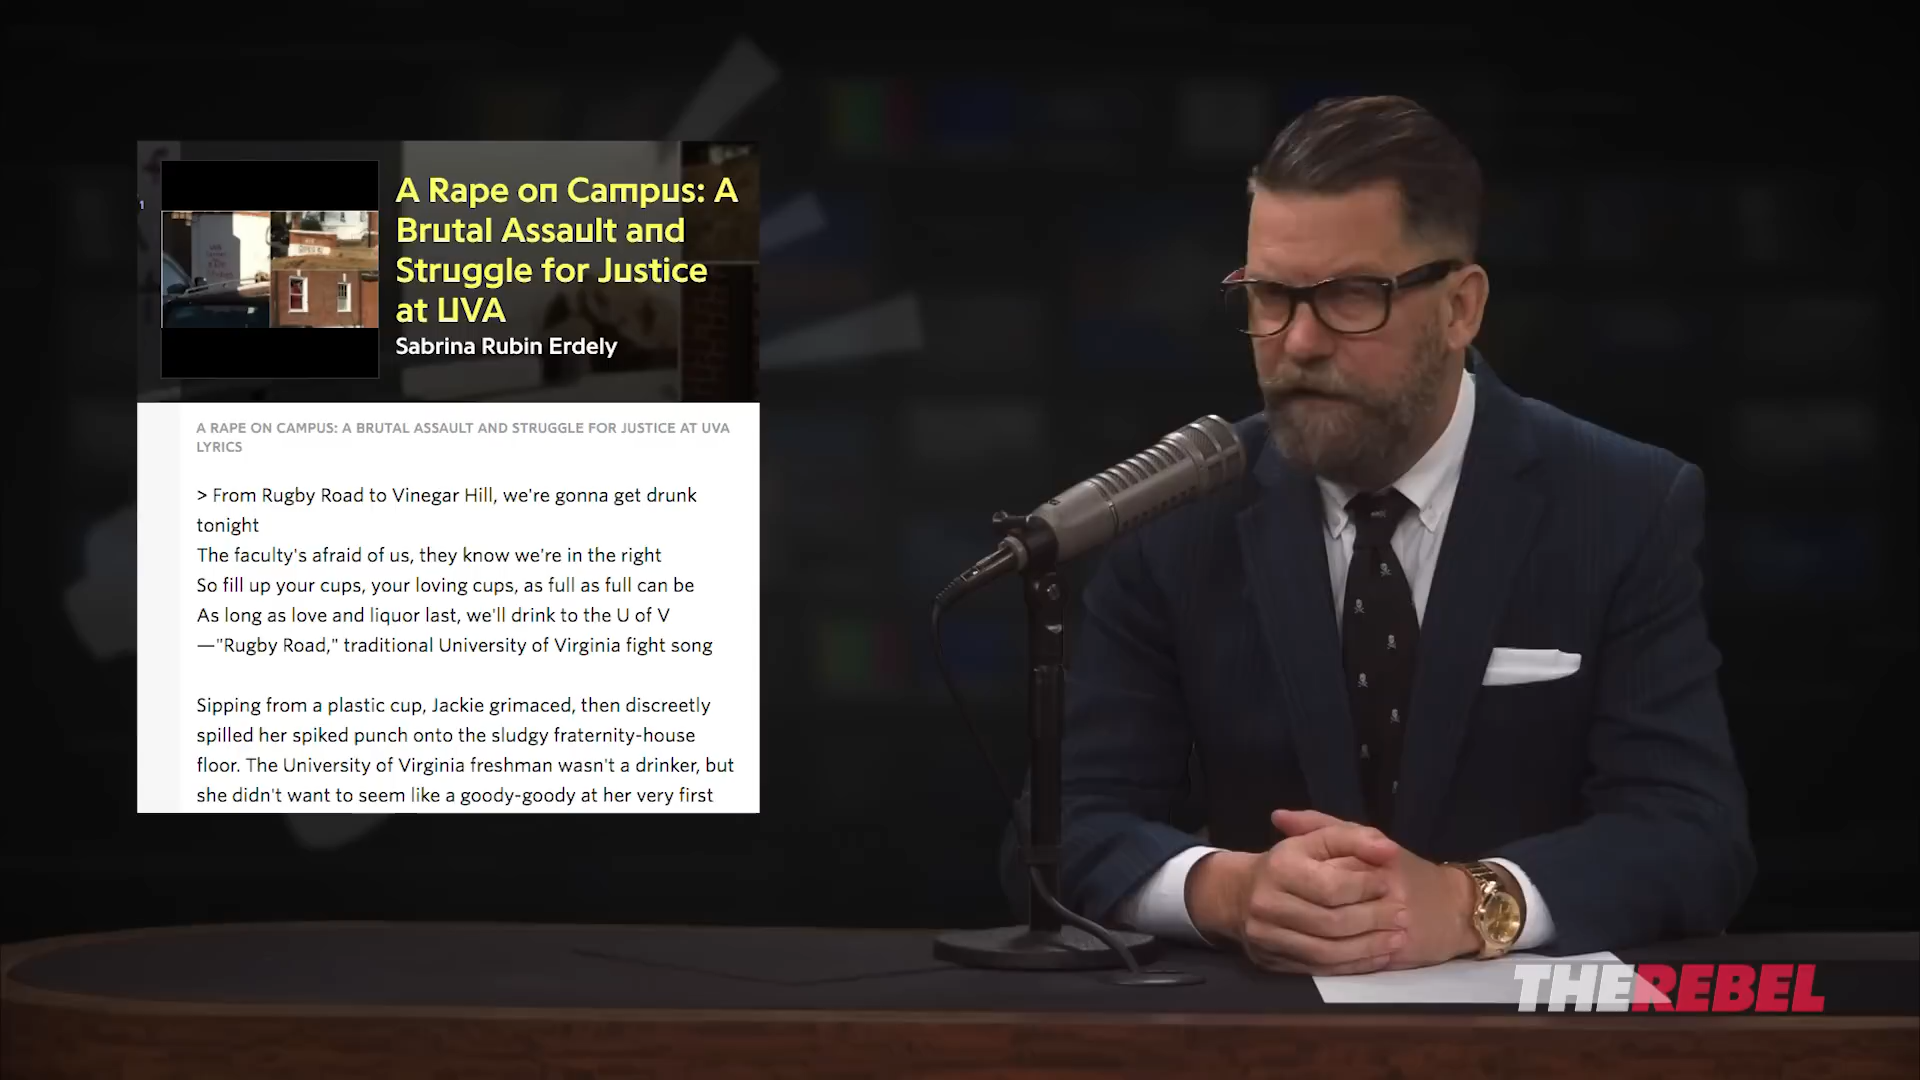 A Rape on Campus: A
Brutal Assault and
Struggle for Justice
at UVA
Sabrina Rubin Erdely
A RAPE ON CAMPUS: A BRUTAL ASSAULT AND STRUGGLE FOR JUSTICE AT UVA
LYRICS
> From Rugby Road to Vinegar Hill, we're gonna get drunk
tonight
The faculty's afraid of us, they know we're in the right
So fill up your cups, your loving cups, as full as full can be
As long as love and liquor last, we'll drink to the U of V
—"Rugby Road," traditional University of Virginia fight song
Sipping from a plastic cup, Jackie grimaced, then discreetly
spilled her spiked punch onto the sludgy fraternity-house
floor. The University of Virginia freshman wasn't a drinker, but
she didn't want to seem like a goody-goody at her very first
THE REBEL